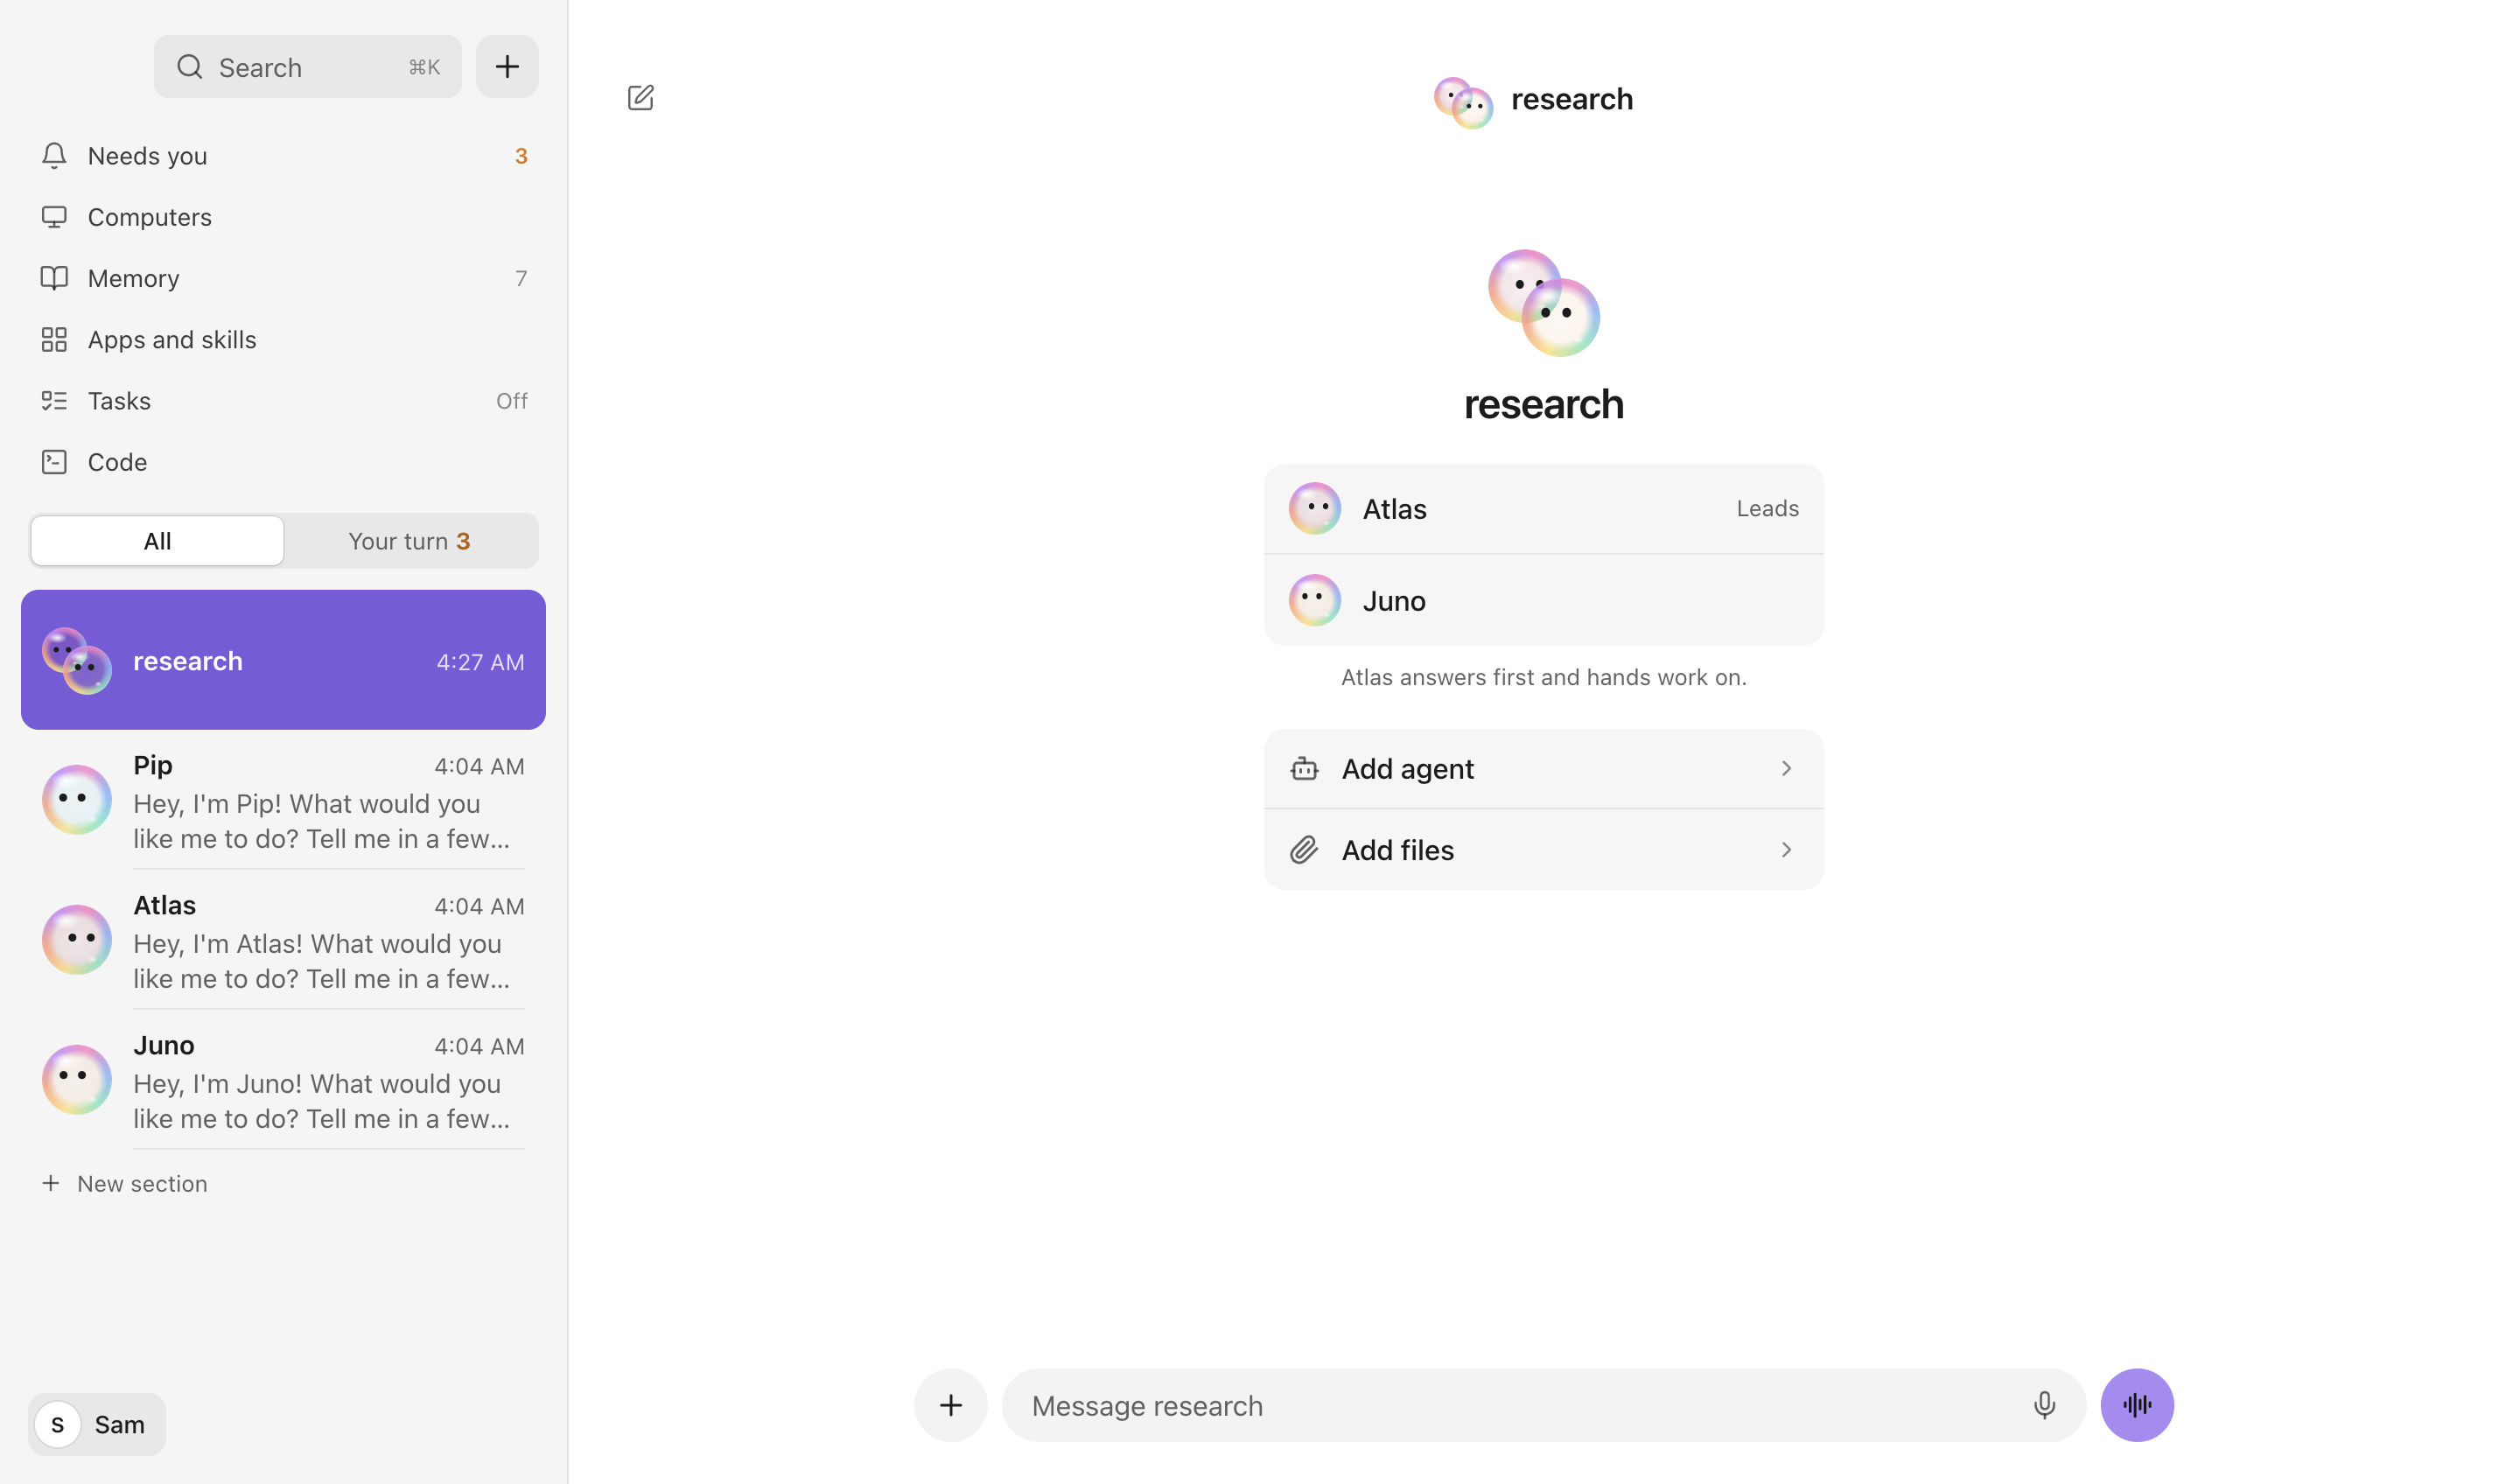 Search ⌘K
Needs you 3
Computers
Memory 7
Apps and skills
Tasks Off
Code
All
Your turn 3
research 4:27 AM
Pip 4:04 AM
Hey, I'm Pip! What would you
like me to do? Tell me in a few...
Atlas 4:04 AM
Hey, I'm Atlas! What would you
like me to do? Tell me in a few...
Juno 4:04 AM
Hey, I'm Juno! What would you
like me to do? Tell me in a few...
New section
S Sam
research
research
Atlas Leads
Juno
Atlas answers first and hands work on.
Add agent
Add files
Message research